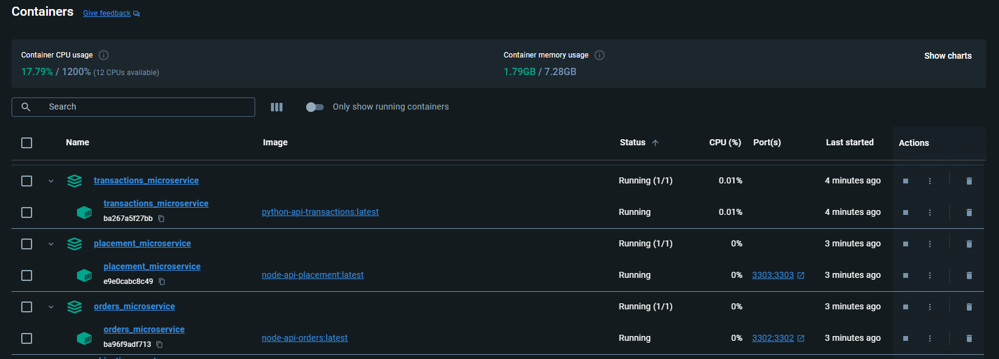 Containers Give feedback
Container CPU usage
17.79% / 1200% (12 CPUs available)
Container memory usage
1.79GB / 7.28GB
Show charts
Search
Only show running containers
Name Image Status CPU (%) Port(s) Last started Actions
transactions_microservice Running (1/1) 0.01% 4 minutes ago
transactions_microservice
ba267a5f27bb
python-api-transactions:latest Running 0.01% 4 minutes ago
placement_microservice Running (1/1) 0% 3 minutes ago
placement_microservice
e9e0cabc8c49
node-api-placement:latest Running 0% 3303:3303 3 minutes ago
orders_microservice Running (1/1) 0% 3 minutes ago
orders_microservice
ba96f9adf713
node-api-orders:latest Running 0% 3302:3302 3 minutes ago